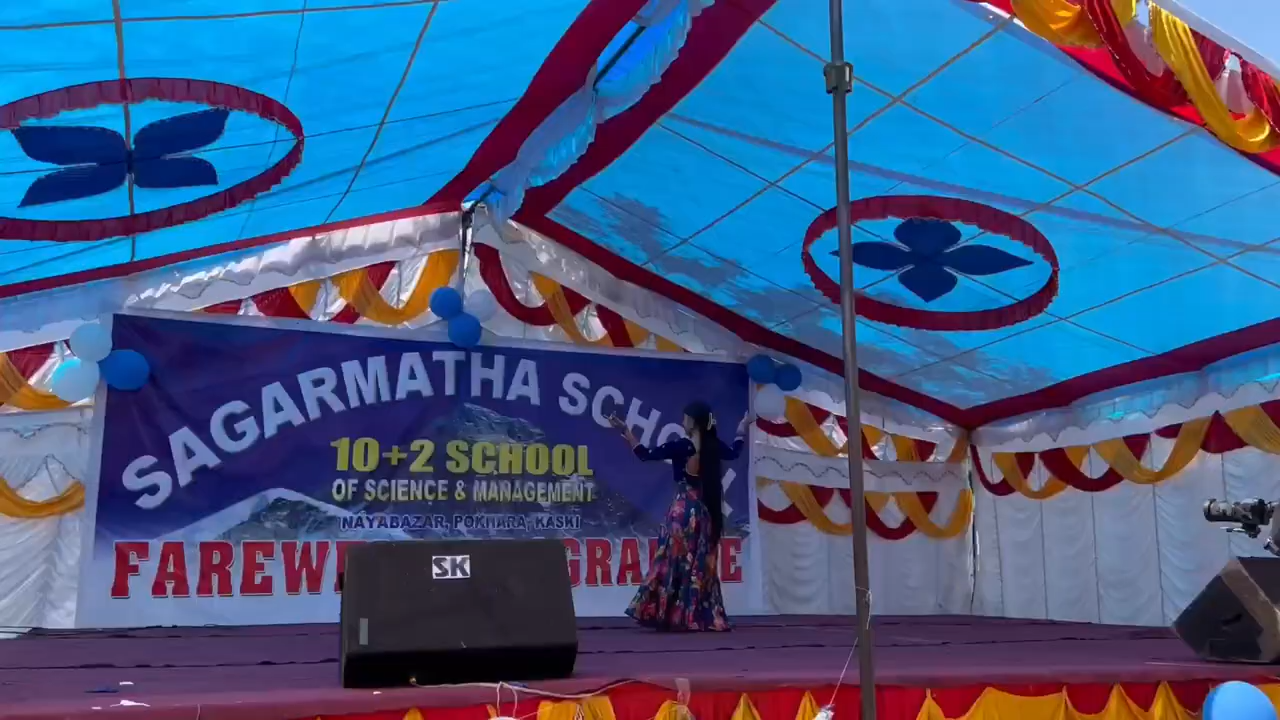 SAGARMATHA SCHO
10+2 SCHOOL
OF SCIENCE & MANAGEMENT
NAYABAZAR, POKHARA, KASKI
FAREW GRA E
SK